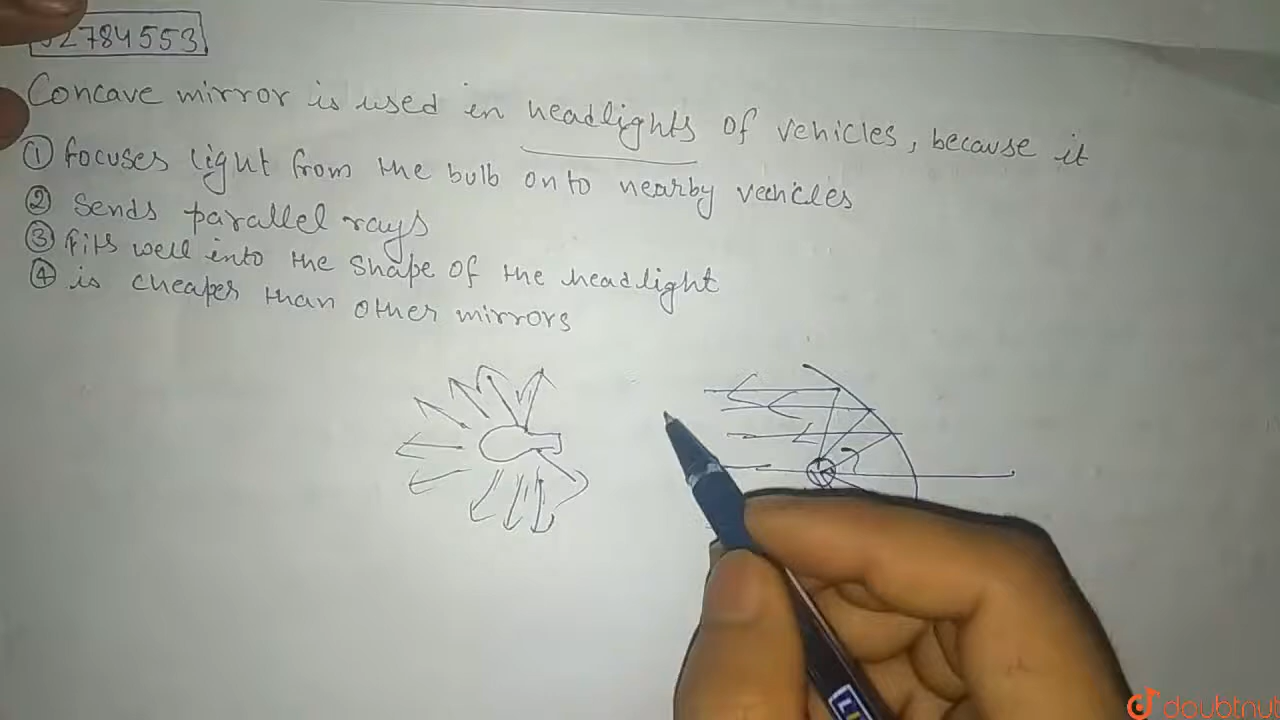 2784553
Concave mirror is used in headlights of vehicles, because it
① focuses light from the bulb onto nearby vehicles
② Sends parallel rays
③ Fits well into the shape of the headlight
④ is cheaper than other mirrors
doubtnut